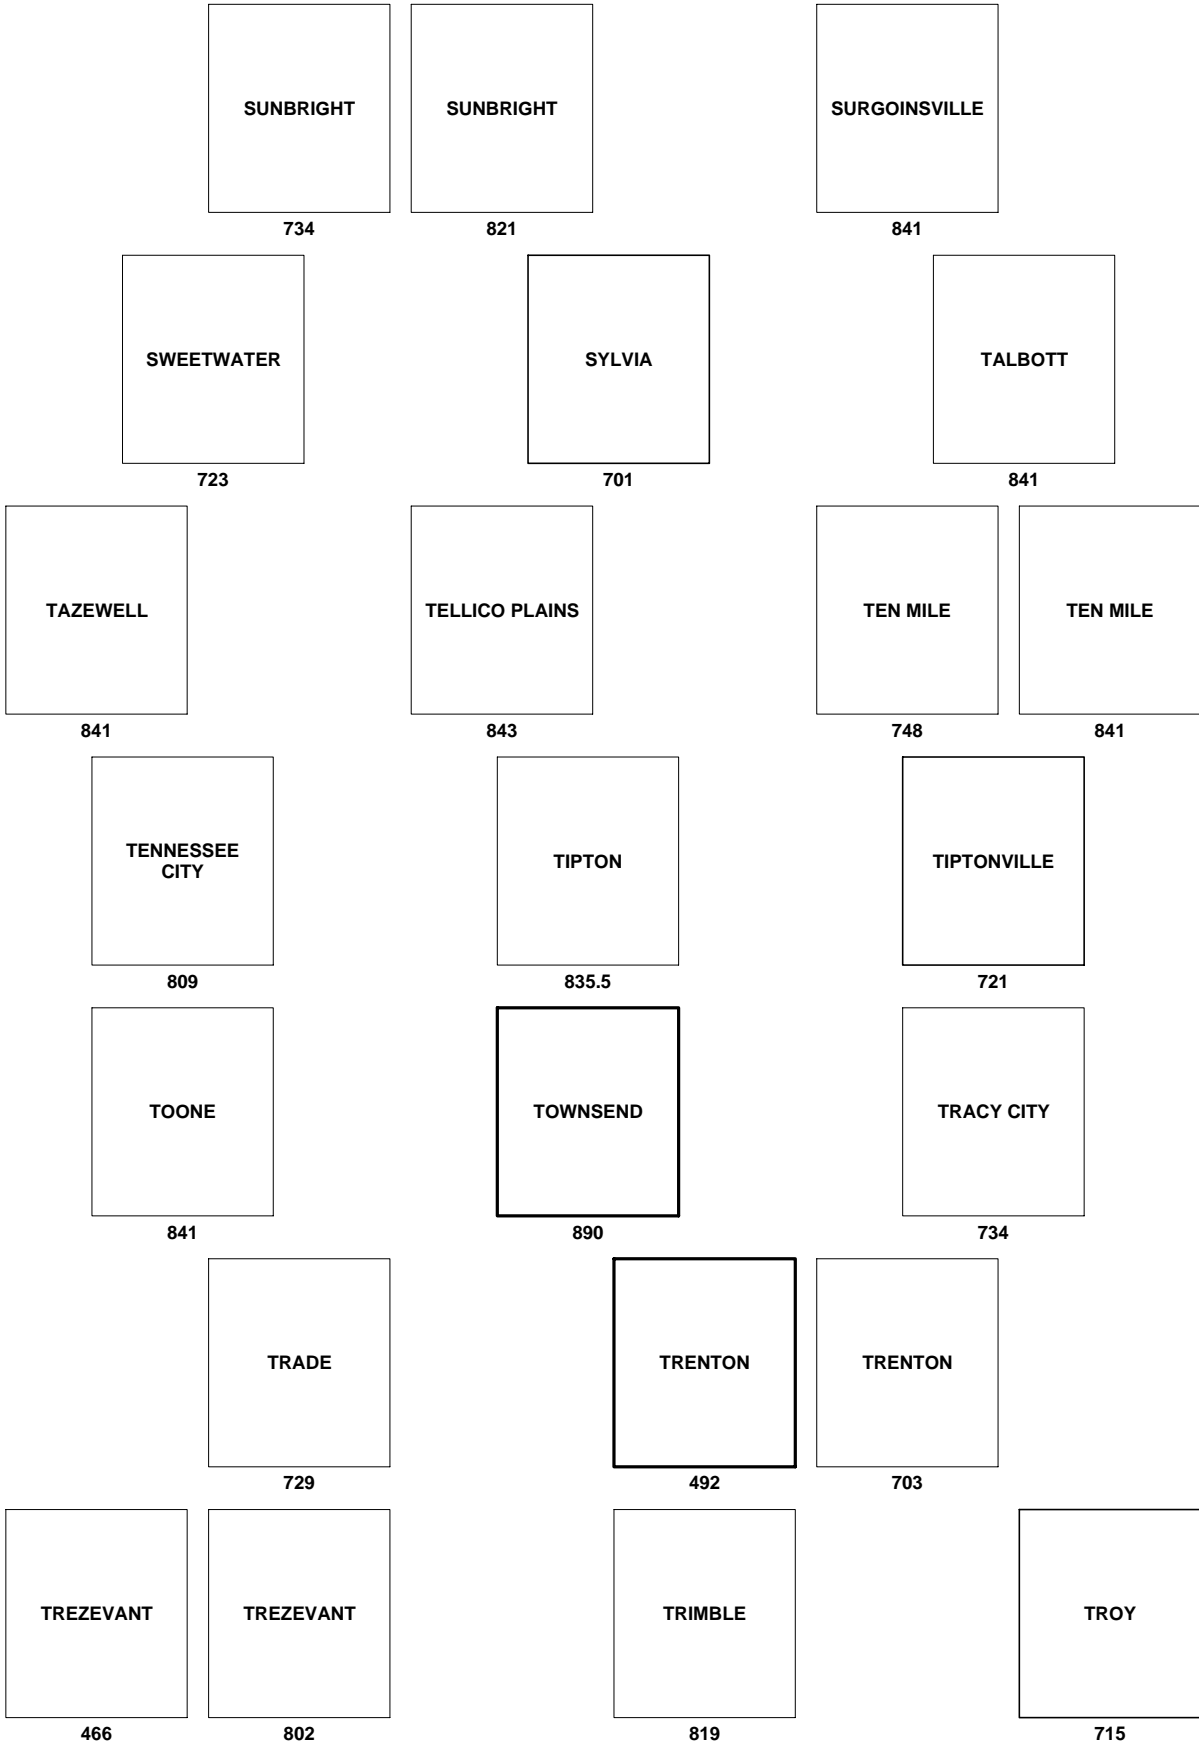 SUNBRIGHT SUNBRIGHT SURGOINSVILLE
734 821 841
SWEETWATER SYLVIA TALBOTT
723 701 841
TAZEWELL TELLICO PLAINS TEN MILE TEN MILE
841 843 748 841
TENNESSEE
CITY
TIPTON TIPTONVILLE
809 835.5 721
TOONE TOWNSEND TRACY CITY
841 890 734
TRADE TRENTON TRENTON
729 492 703
TREZEVANT TREZEVANT TRIMBLE TROY
466 802 819 715